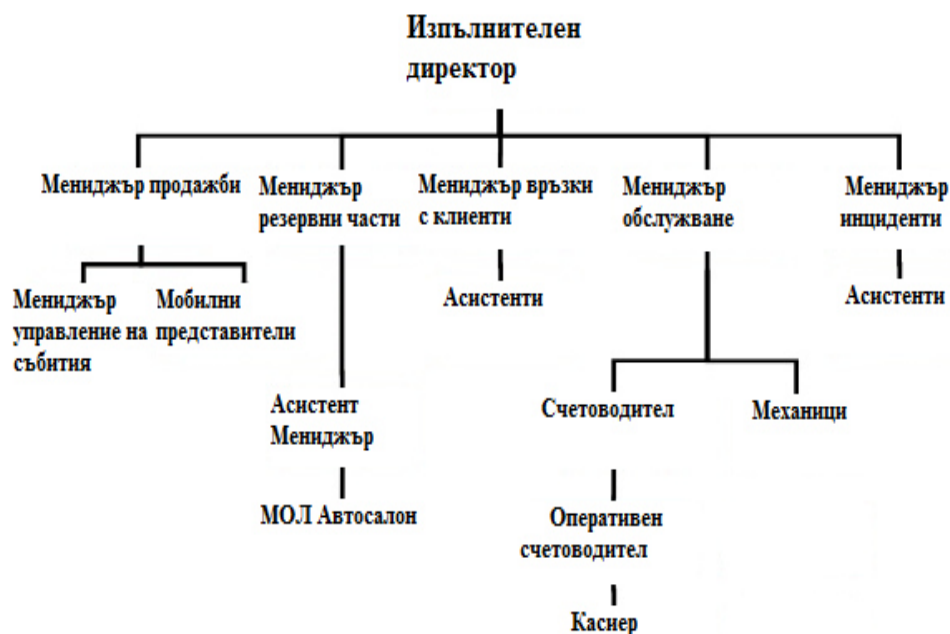 Изпълнителен
директор
Мениджър продажби
Мениджър
резервни части
Мениджър връзки
с клиенти
Мениджър
обслужване
Мениджър
инциденти
Мениджър
управление на
събития
Мобилни
представители
Асистенти
Асистенти
Асистент
Мениджър
Счетоводител
Механици
МОЛ Автосалон
Оперативен
счетоводител
Касиер